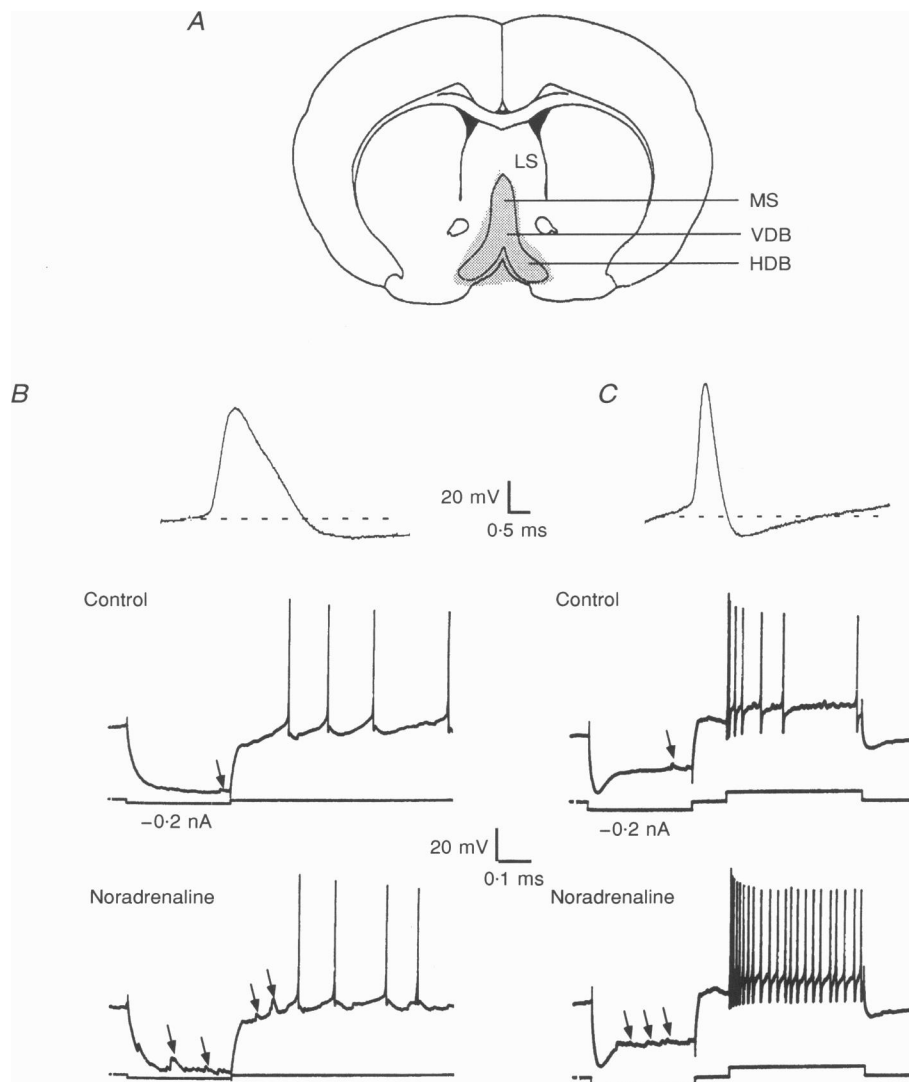 A
LS
MS
VDB
HDB
B
C
20 mV
0·5 ms
Control
Control
−0·2 nA
−0·2 nA
20 mV
0·1 ms
Noradrenaline
Noradrenaline